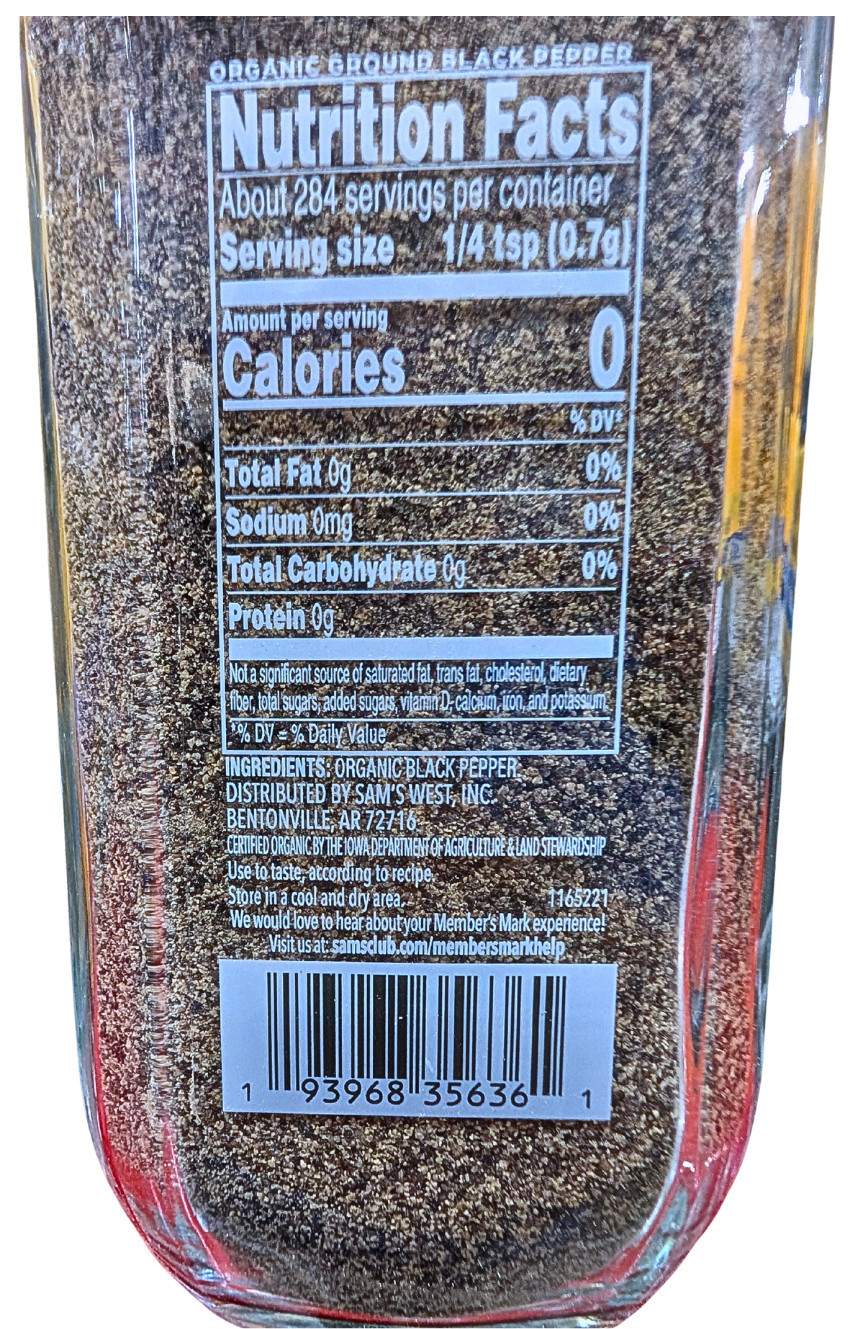 ORGANIC GROUND BLACK PEPPER
Nutrition Facts
About 284 servings per container
Serving size 1/4 tsp (0.7g)
Amount per serving
Calories 0
% DV*
Total Fat 0g 0%
Sodium 0mg 0%
Total Carbohydrate 0g 0%
Protein 0g
Not a significant source of saturated fat, trans fat, cholesterol, dietary
fiber, total sugars, added sugars, vitamin D, calcium, iron, and potassium
*% DV = % Daily Value
INGREDIENTS: ORGANIC BLACK PEPPER.
DISTRIBUTED BY SAM'S WEST, INC.
BENTONVILLE, AR 72716
CERTIFIED ORGANIC BY THE IOWA DEPARTMENT OF AGRICULTURE & LAND STEWARDSHIP
Use to taste, according to recipe.
Store in a cool and dry area. 1165221
We would love to hear about your Member's Mark experience!
Visit us at: samsclub.com/membersmarkhelp
1 93968 35636 1